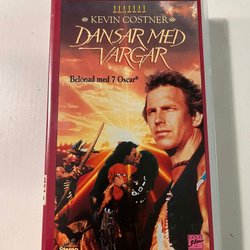 KEVIN COSTNER
DANSAR MED
VARGAR
Belönad med 7 Oscar®